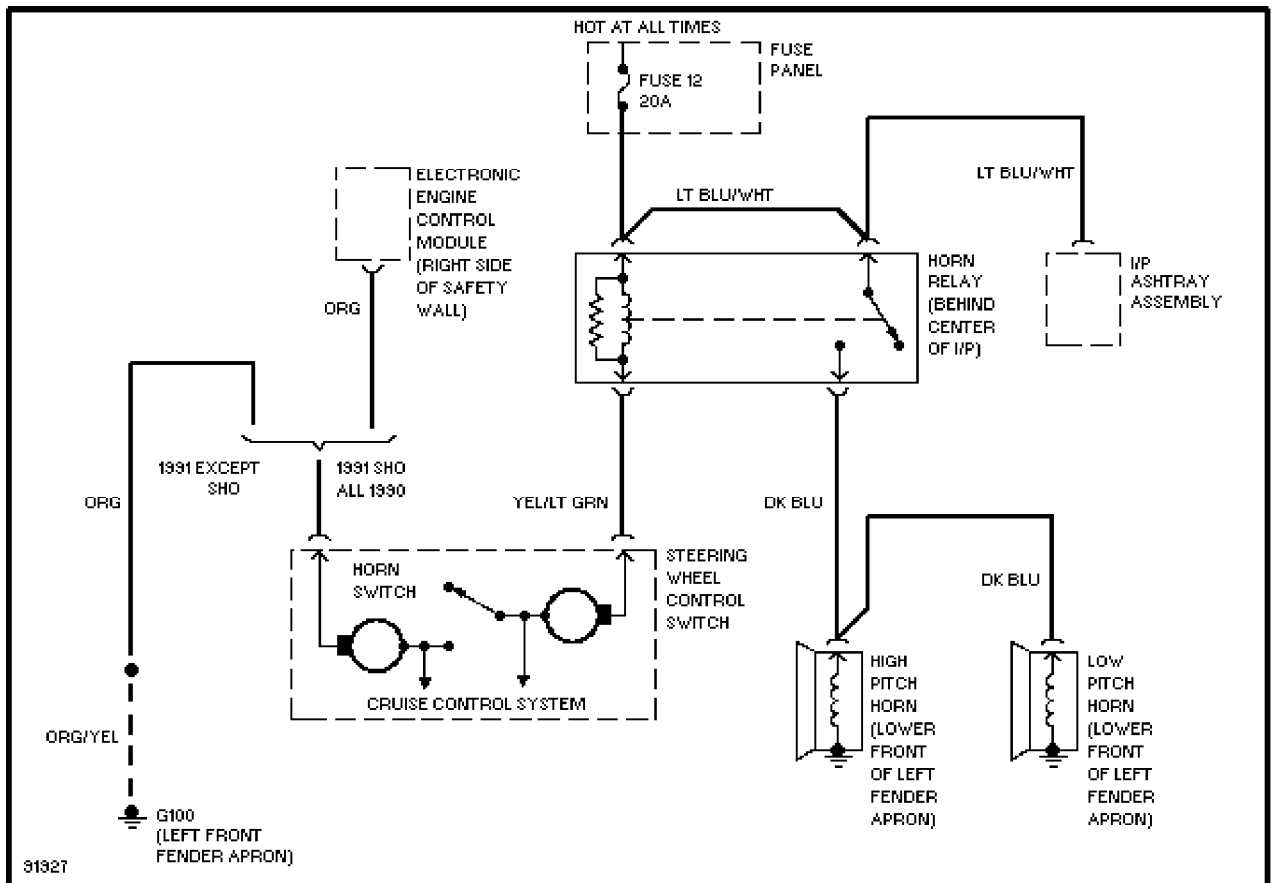 HOT AT ALL TIMES
FUSE
PANEL
FUSE 12
20A
ELECTRONIC
ENGINE
CONTROL
MODULE
(RIGHT SIDE
OF SAFETY
WALL)
LT BLU/WHT
LT BLU/WHT
HORN
RELAY
(BEHIND
CENTER
OF I/P)
I/P
ASHTRAY
ASSEMBLY
ORG
1991 EXCEPT
SHO
1991 SHO
ALL 1990
ORG
YEL/LT GRN
DK BLU
STEERING
WHEEL
CONTROL
SWITCH
HORN
SWITCH
CRUISE CONTROL SYSTEM
DK BLU
HIGH
PITCH
HORN
(LOWER
FRONT
OF LEFT
FENDER
APRON)
LOW
PITCH
HORN
(LOWER
FRONT
OF LEFT
FENDER
APRON)
ORG/YEL
G100
(LEFT FRONT
FENDER APRON)
91927